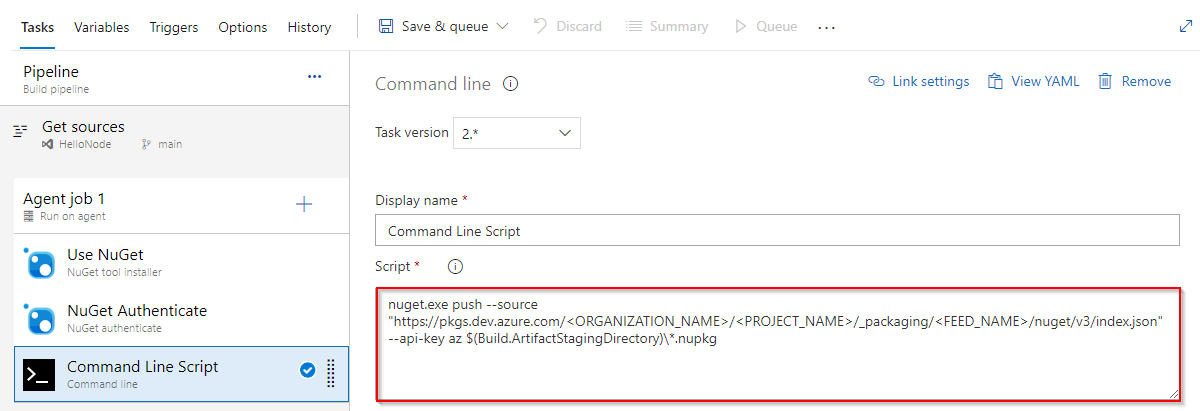 Tasks Variables Triggers Options History Save & queue Discard Summary Queue ...
Pipeline ...
Build pipeline
Get sources
HelloNode main
Agent job 1 +
Run on agent
Use NuGet
NuGet tool installer
NuGet Authenticate
NuGet authenticate
Command Line Script
Command line
Command line Link settings View YAML Remove
Task version 2.*
Display name *
Command Line Script
Script *
nuget.exe push --source
"https://pkgs.dev.azure.com/<ORGANIZATION_NAME>/<PROJECT_NAME>/_packaging/<FEED_NAME>/nuget/v3/index.json"
--api-key az $(Build.ArtifactStagingDirectory)\*.nupkg